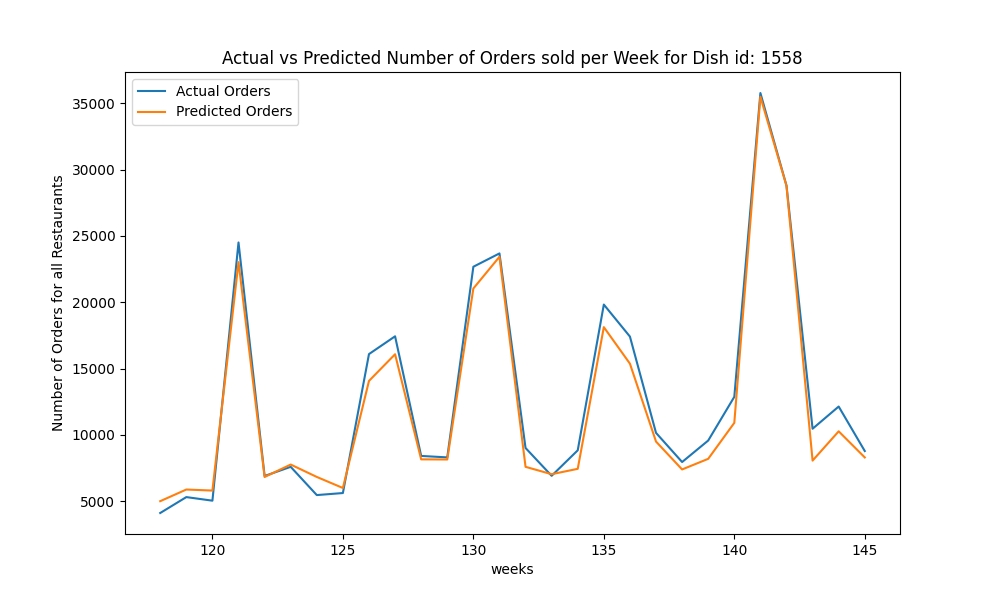 Actual vs Predicted Number of Orders sold per Week for Dish id: 1558
Actual Orders
Predicted Orders
Number of Orders for all Restaurants
35000
30000
25000
20000
15000
10000
5000
120 125 130 135 140 145
weeks